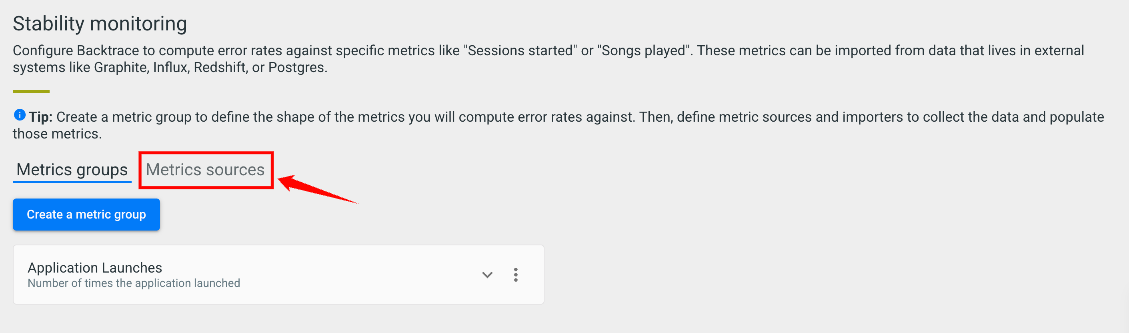 Stability monitoring
Configure Backtrace to compute error rates against specific metrics like "Sessions started" or "Songs played". These metrics can be imported from data that lives in external
systems like Graphite, Influx, Redshift, or Postgres.
Tip: Create a metric group to define the shape of the metrics you will compute error rates against. Then, define metric sources and importers to collect the data and populate
those metrics.
Metrics groups Metrics sources
Create a metric group
Application Launches
Number of times the application launched